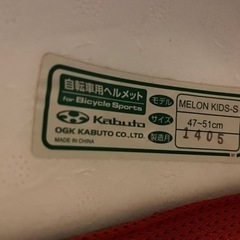 自転車用ヘルメット
for Bicycle Sports
Kabuto
OGK KABUTO CO.,LTD.
MADE IN CHINA
モデル MELON KIDS-S
サイズ 47~51cm
製造月 1405